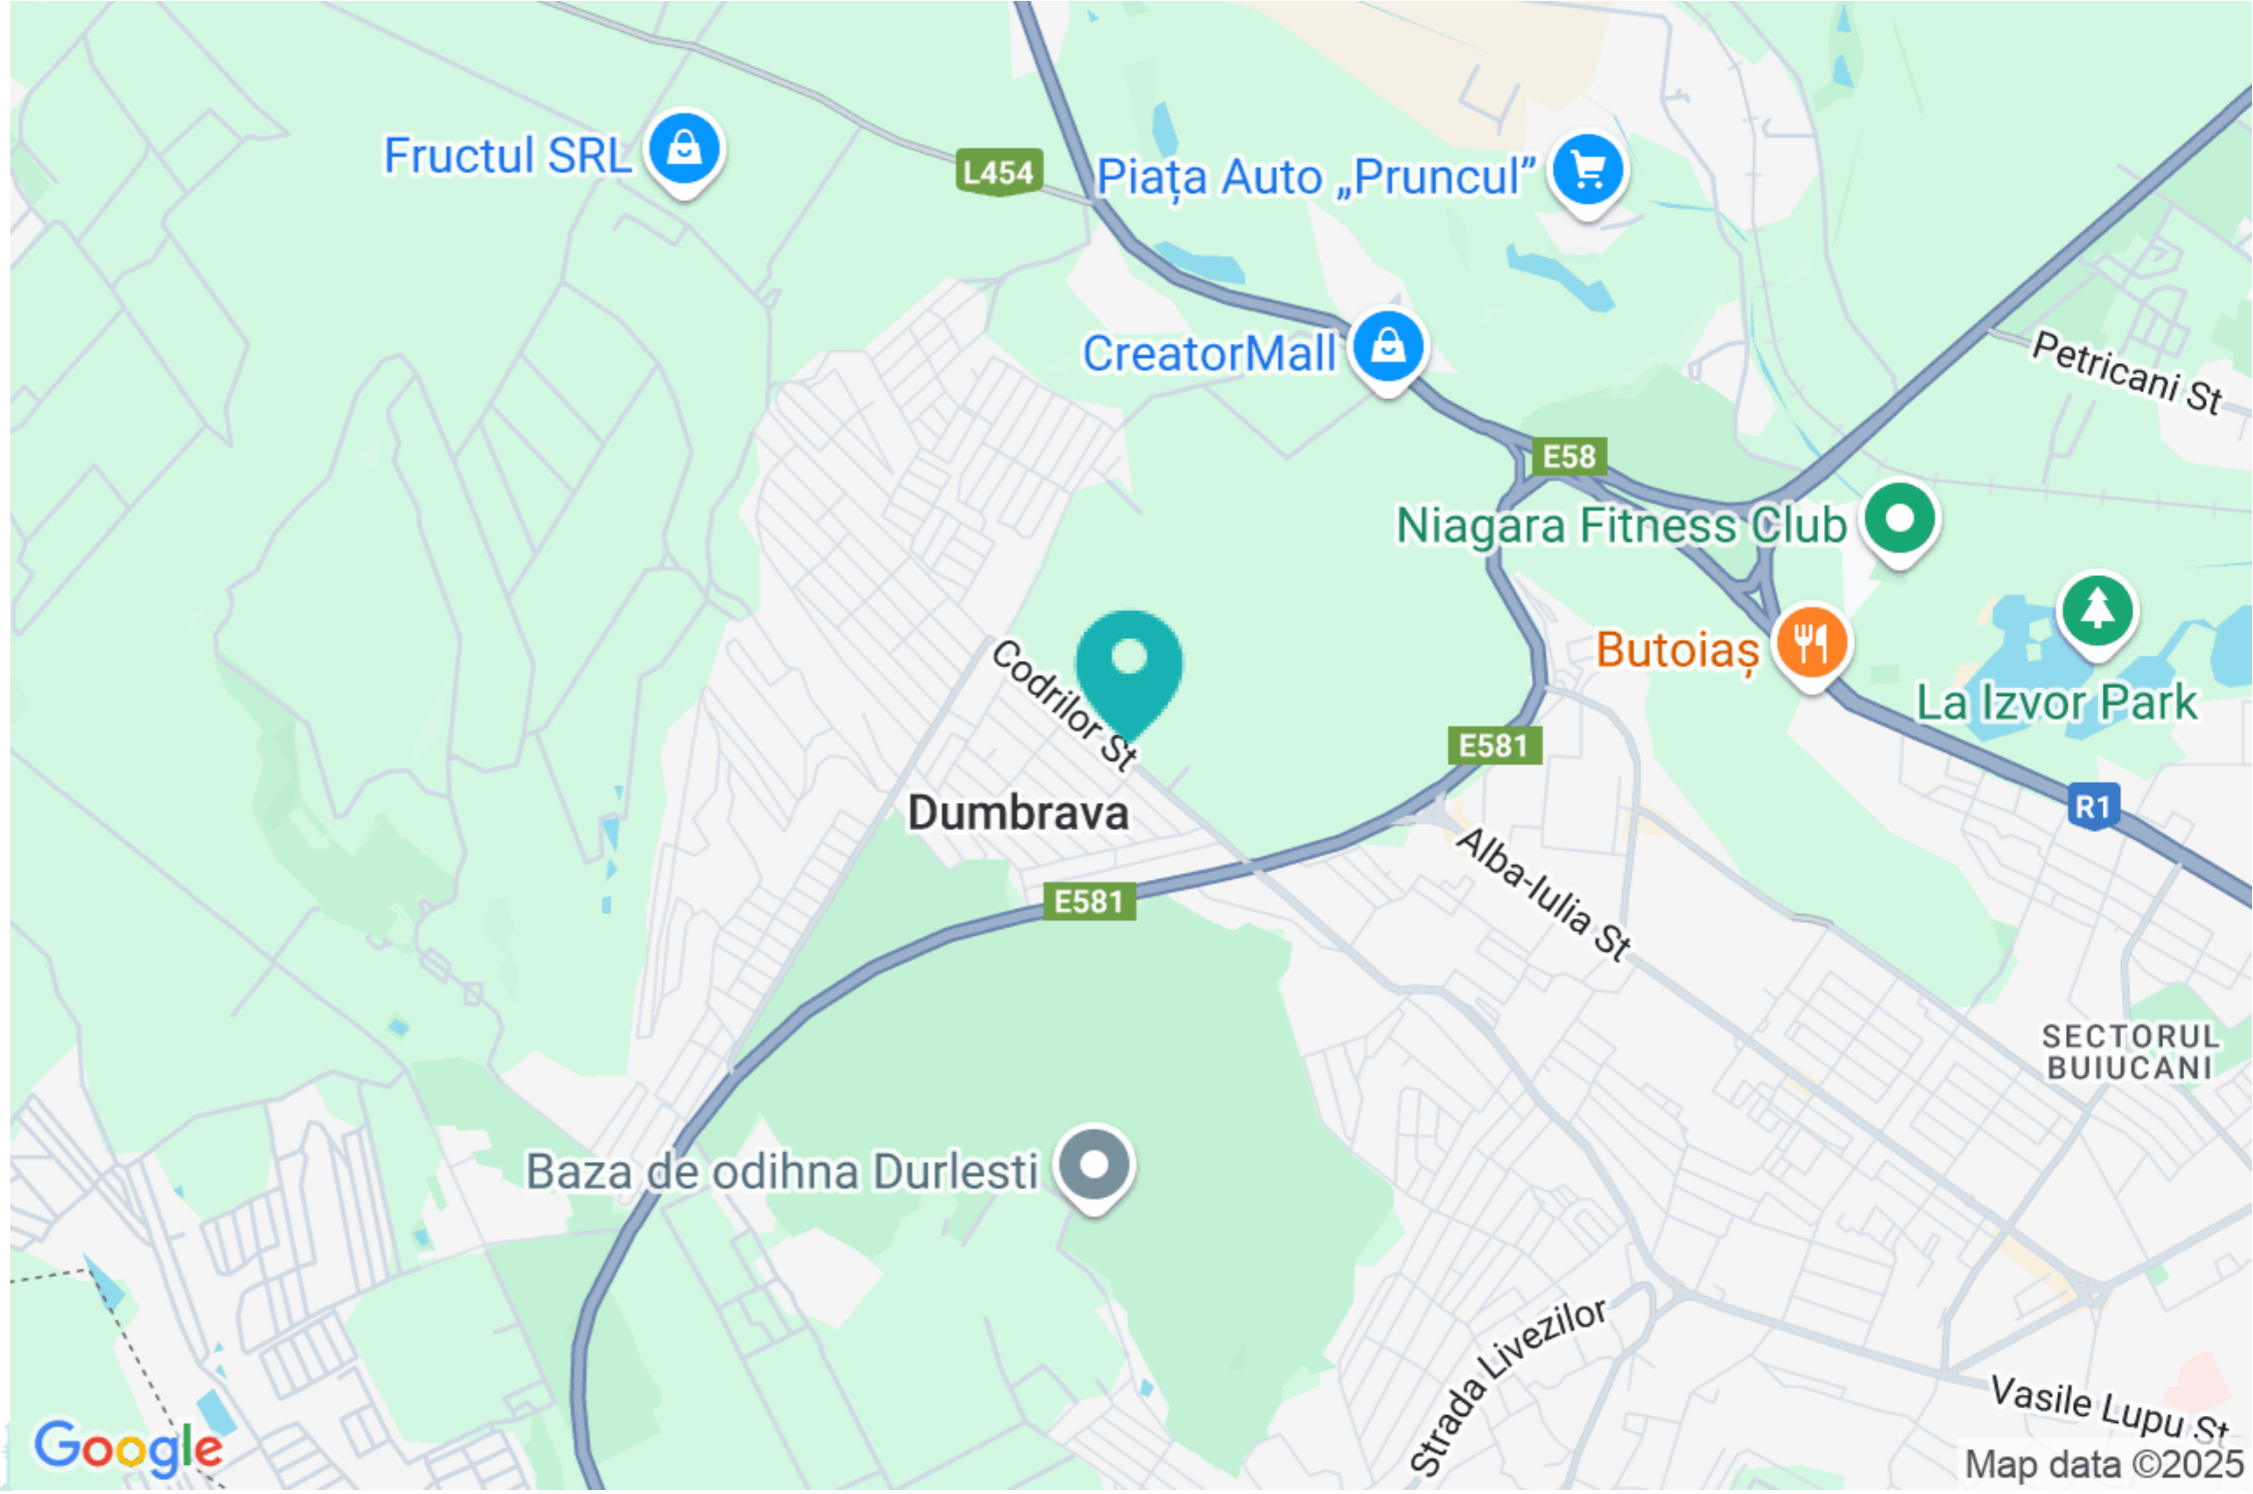 Fructul SRL
L454
Piața Auto „Pruncul”
CreatorMall
Petricani St
E58
Niagara Fitness Club
Butoiaș
La Izvor Park
Codrilor St
E581
R1
Dumbrava
Alba-Iulia St
E581
SECTORUL
BUIUCANI
Baza de odihna Durlesti
Strada Livezilor
Vasile Lupu St
Google
Map data ©2025